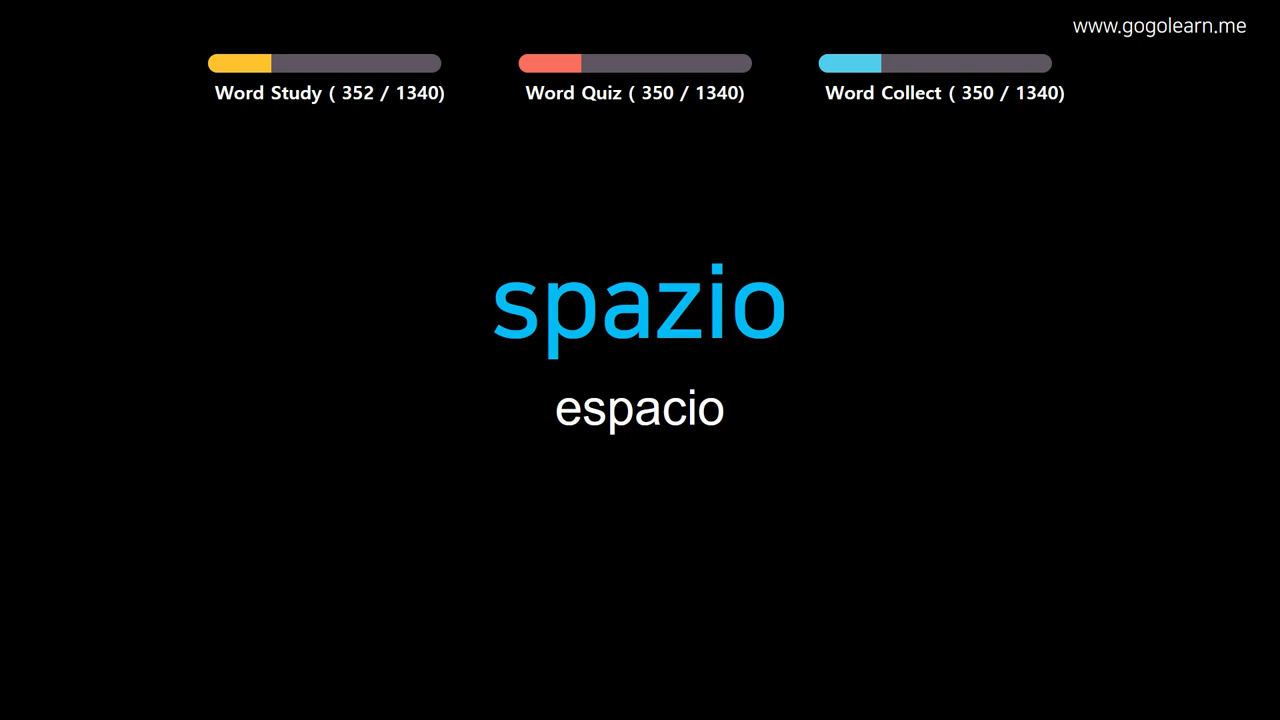 www.gogolearn.me
Word Study ( 352 / 1340)
Word Quiz ( 350 / 1340)
Word Collect ( 350 / 1340)
spazio
espacio